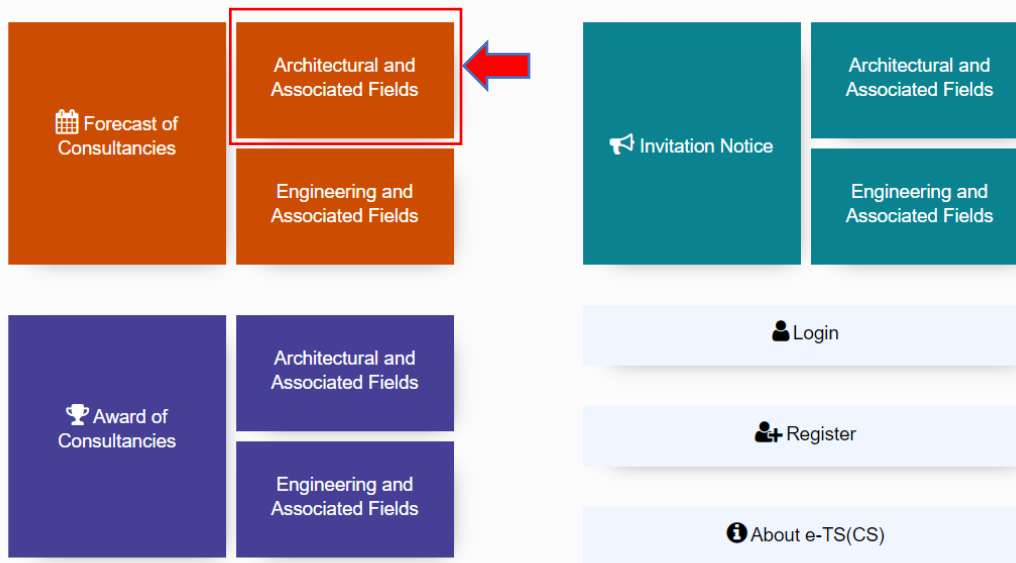 Forecast of
Consultancies
Architectural and
Associated Fields
Engineering and
Associated Fields
Invitation Notice
Architectural and
Associated Fields
Engineering and
Associated Fields
Award of
Consultancies
Architectural and
Associated Fields
Engineering and
Associated Fields
Login
Register
About e-TS(CS)